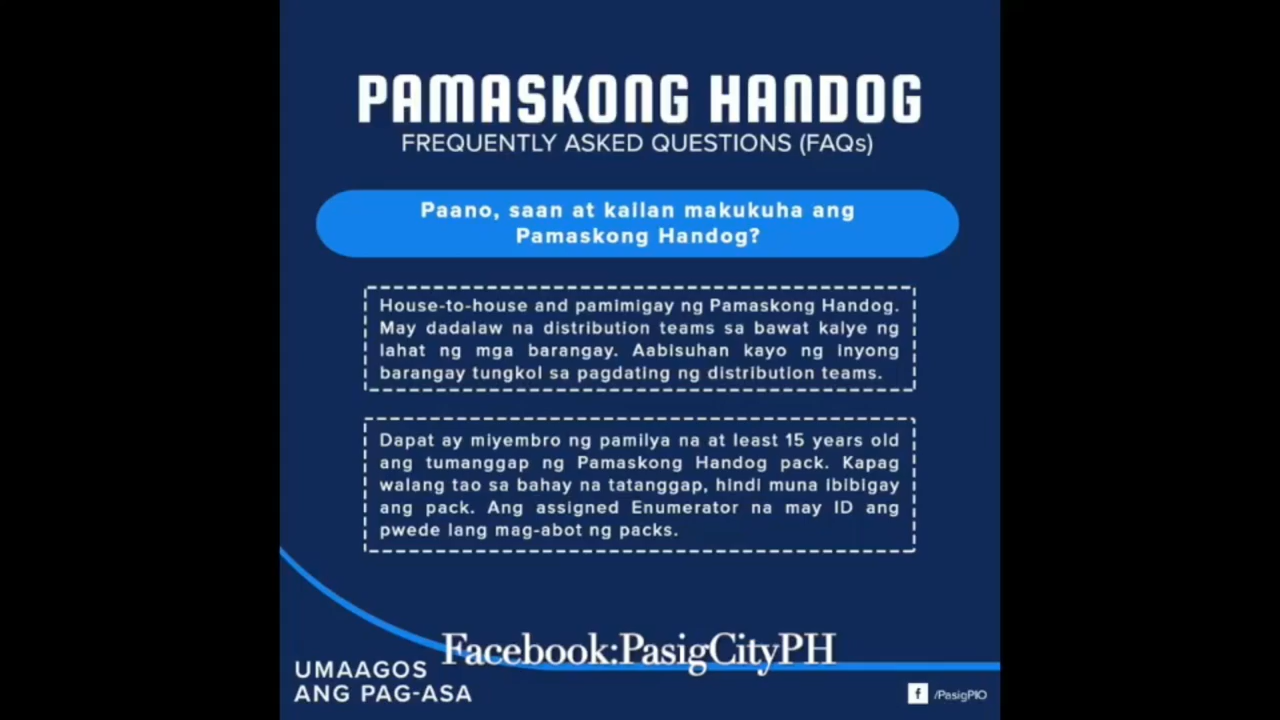 PAMASKONG HANDOG
FREQUENTLY ASKED QUESTIONS (FAQs)
Paano, saan at kailan makukuha ang
Pamaskong Handog?
House-to-house and pamimigay ng Pamaskong Handog.
May dadalaw na distribution teams sa bawat kalye ng
lahat ng mga barangay. Aabisuhan kayo ng inyong
barangay tungkol sa pagdating ng distribution teams.
Dapat ay miyembro ng pamilya na at least 15 years old
ang tumanggap ng Pamaskong Handog pack. Kapag
walang tao sa bahay na tatanggap, hindi muna ibibigay
ang pack. Ang assigned Enumerator na may ID ang
pwede lang mag-abot ng packs.
Facebook:PasigCityPH
UMAAGOS
ANG PAG-ASA
f /PasigPIO